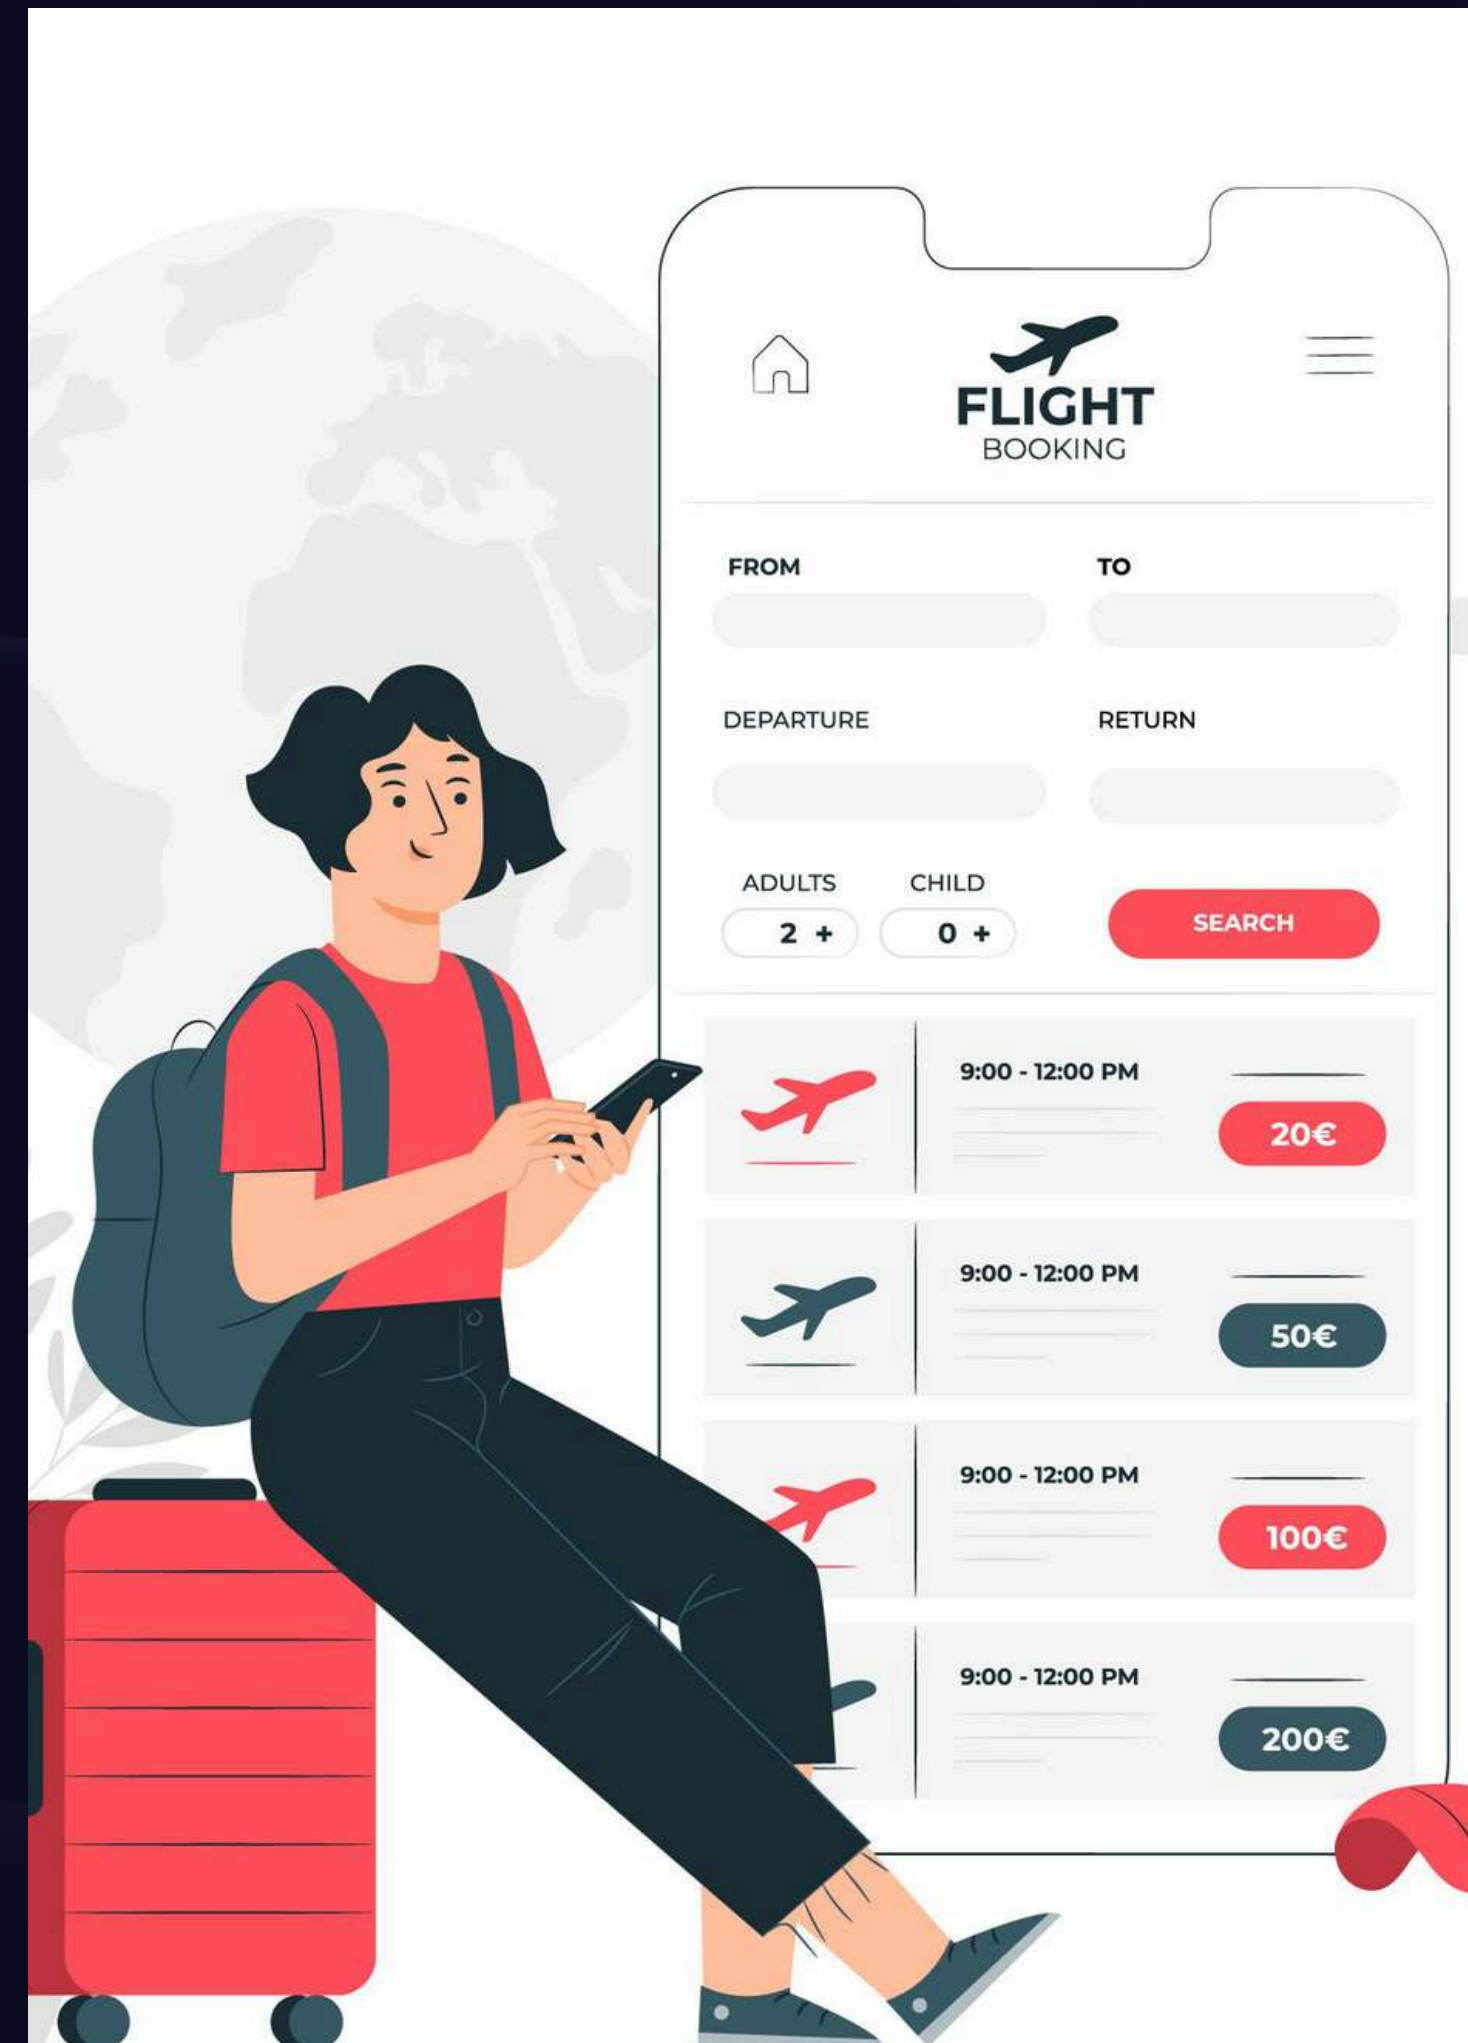 FLIGHT
BOOKING
FROM
TO
DEPARTURE
RETURN
ADULTS
CHILD
2 +
0 +
SEARCH
9:00 - 12:00 PM
20€
9:00 - 12:00 PM
50€
9:00 - 12:00 PM
100€
9:00 - 12:00 PM
200€